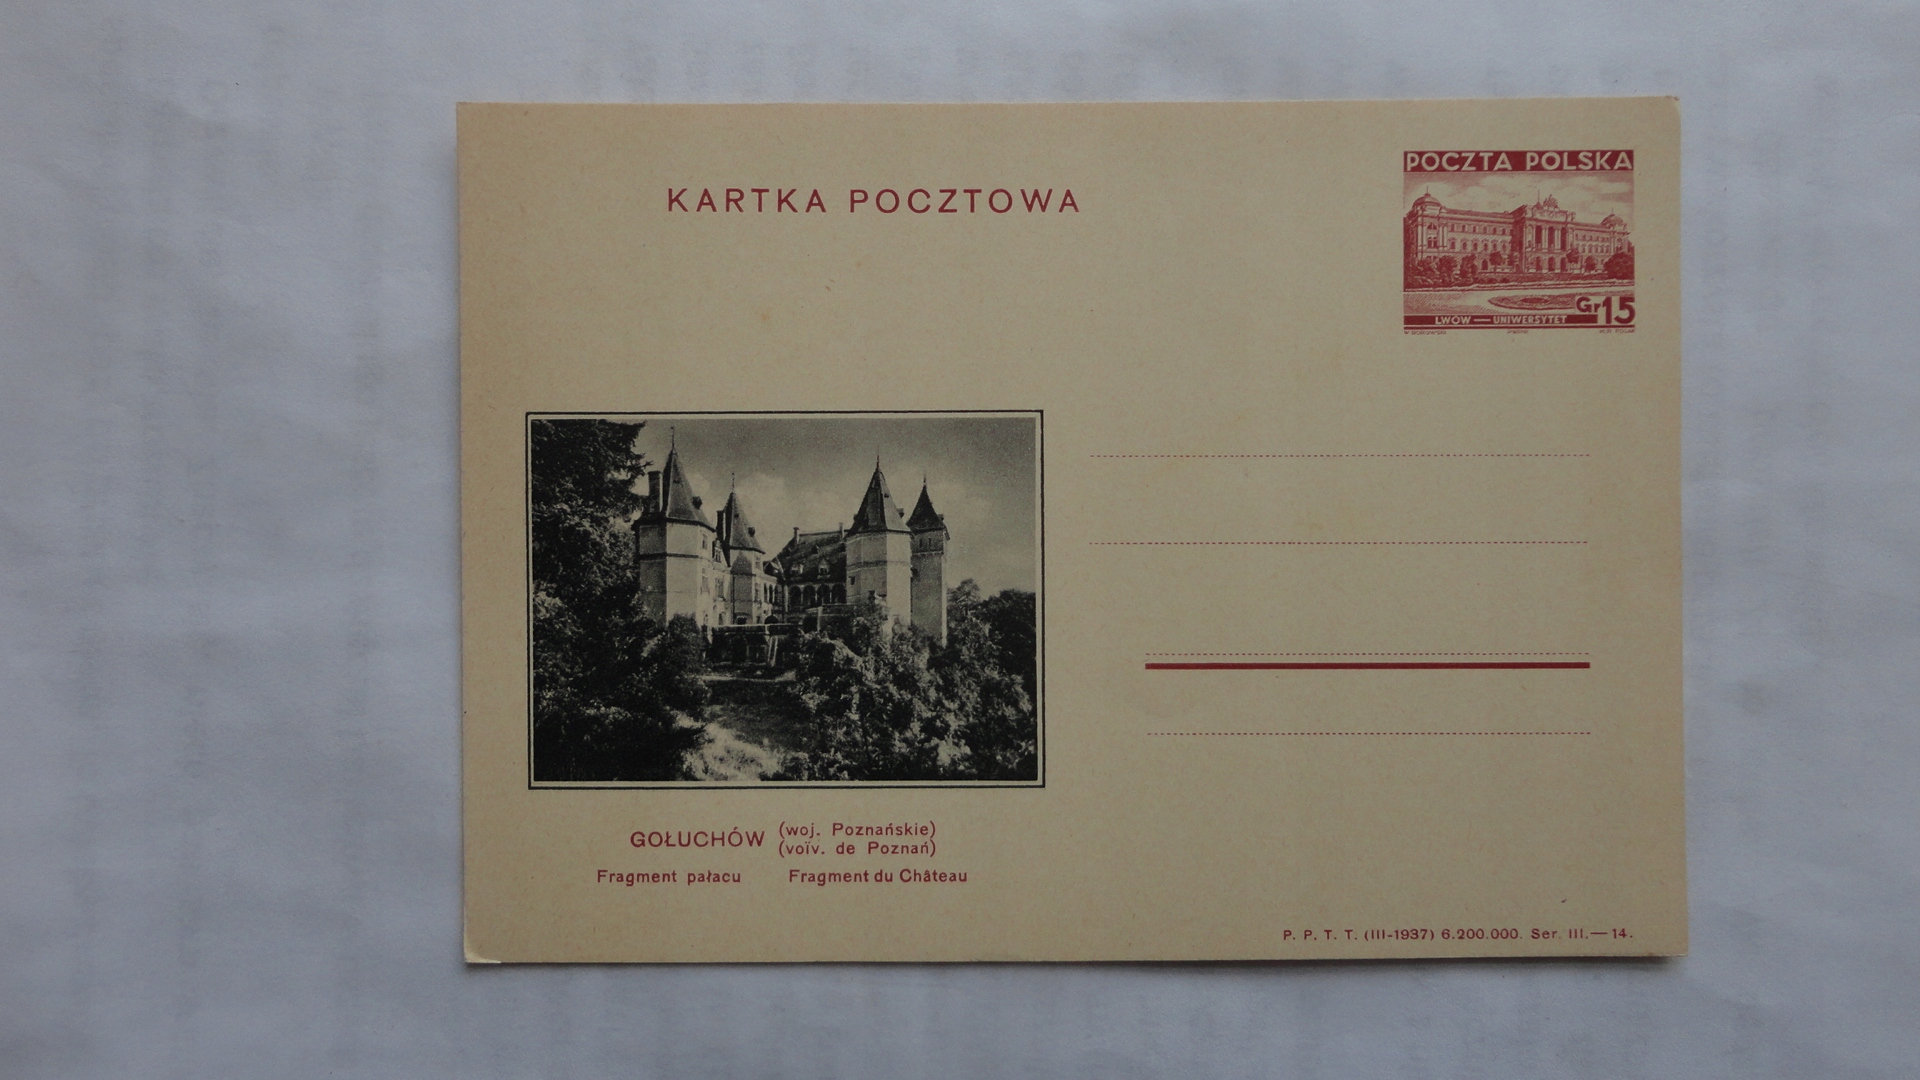 KARTKA POCZTOWA
POCZTA POLSKA
Gr 15
LWÓW — UNIWERSYTET
GOŁUCHÓW (woj. Poznańskie)
(voïv. de Poznań)
Fragment pałacu Fragment du Château
P. P. T. T. (III-1937) 6.200.000. Ser. III.— 14.